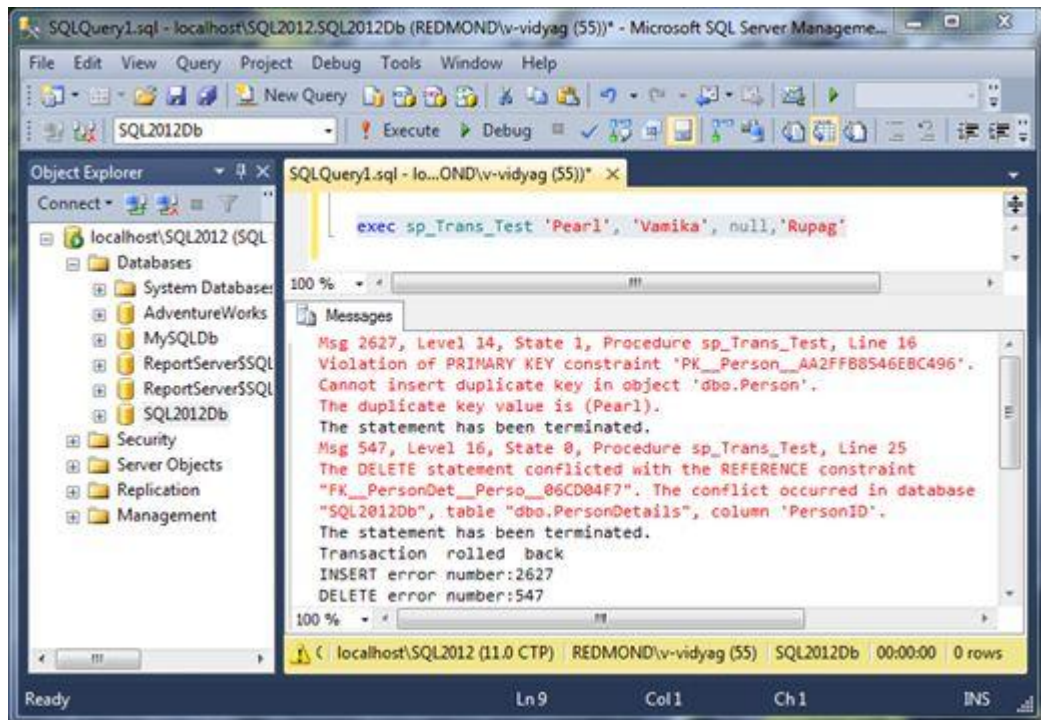 SQLQuery1.sql - localhost\SQL2012.SQL2012Db (REDMOND\v-vidyag (55))* - Microsoft SQL Server Manageme...
File Edit View Query Project Debug Tools Window Help
New Query
SQL2012Db
Execute Debug
Object Explorer
SQLQuery1.sql - lo...OND\v-vidyag (55))*
Connect
exec sp_Trans_Test 'Pearl', 'Vamika', null,'Rupag'
localhost\SQL2012 (SQL
Databases
System Databases
AdventureWorks
MySQLDb
ReportServer$SQL
ReportServer$SQL
SQL2012Db
Security
Server Objects
Replication
Management
100 %
Messages
Msg 2627, Level 14, State 1, Procedure sp_Trans_Test, Line 16
Violation of PRIMARY KEY constraint 'PK__Person__AA2FFB8546EBC496'.
Cannot insert duplicate key in object 'dbo.Person'.
The duplicate key value is (Pearl).
The statement has been terminated.
Msg 547, Level 16, State 0, Procedure sp_Trans_Test, Line 25
The DELETE statement conflicted with the REFERENCE constraint
"FK__PersonDet__Perso__06CD04F7". The conflict occurred in database
"SQL2012Db", table "dbo.PersonDetails", column 'PersonID'.
The statement has been terminated.
Transaction rolled back
INSERT error number:2627
DELETE error number:547
100 %
localhost\SQL2012 (11.0 CTP) REDMOND\v-vidyag (55) SQL2012Db 00:00:00 0 rows
Ready Ln 9 Col 1 Ch 1 INS